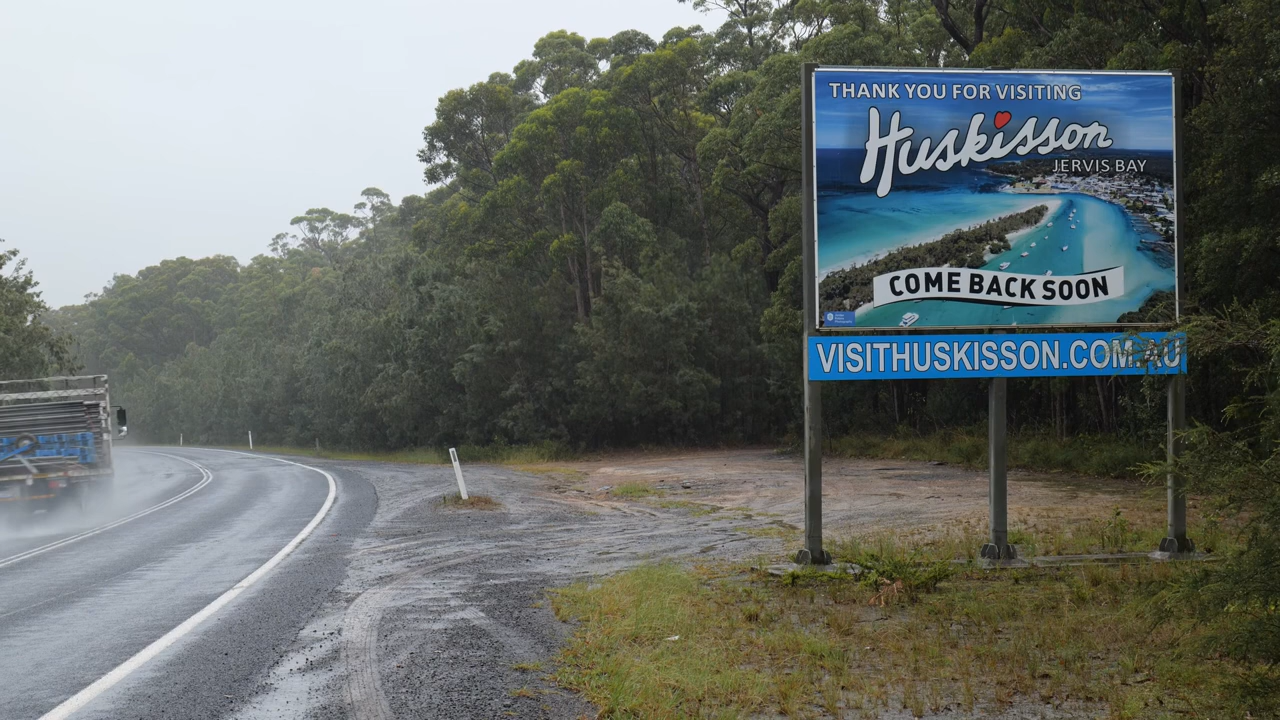 THANK YOU FOR VISITING
Huskisson
JERVIS BAY
COME BACK SOON
VISITHUSKISSON.COM.AU